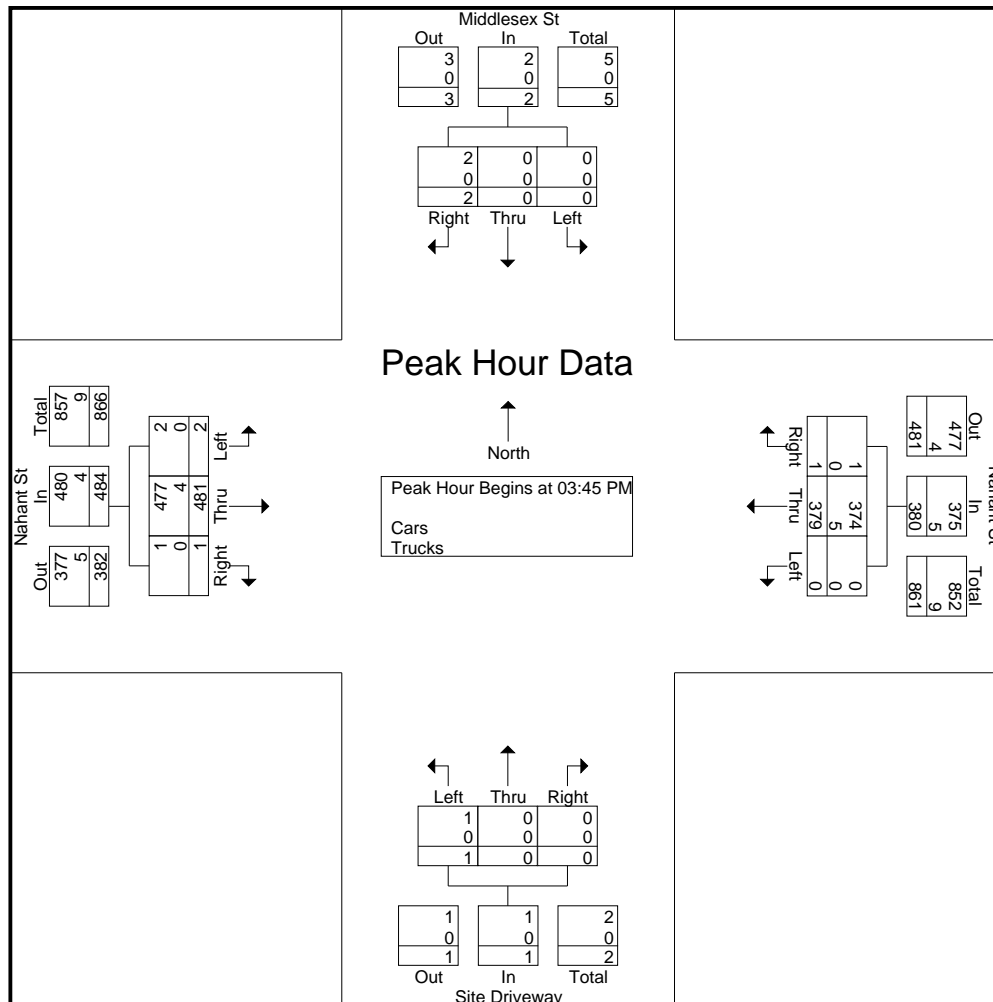 Middlesex St
Out In Total
3 2 5
0 0 0
3 2 5
2 0 0
0 0 0
2 0 0
Right Thru Left
Peak Hour Data
North
Peak Hour Begins at 03:45 PM
Cars
Trucks
Nahant St
Total In Out
857 480 377
9 4 5
866 484 382
2 477 1
0 4 0
2 481 1
Left Thru Right
Nahant St
Out In Total
477 375 852
4 5 9
481 380 861
1 374 0
0 5 0
1 379 0
Right Thru Left
Left Thru Right
1 0 0
0 0 0
1 0 0
1 1 2
0 0 0
1 1 2
Out In Total
Site Driveway